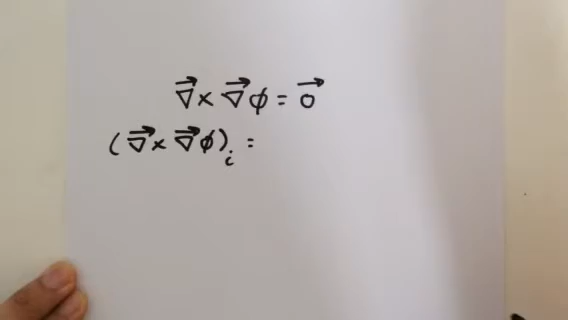 ∇⃗ × ∇⃗ϕ = 0⃗
(∇⃗ × ∇⃗ϕ)ᵢ =